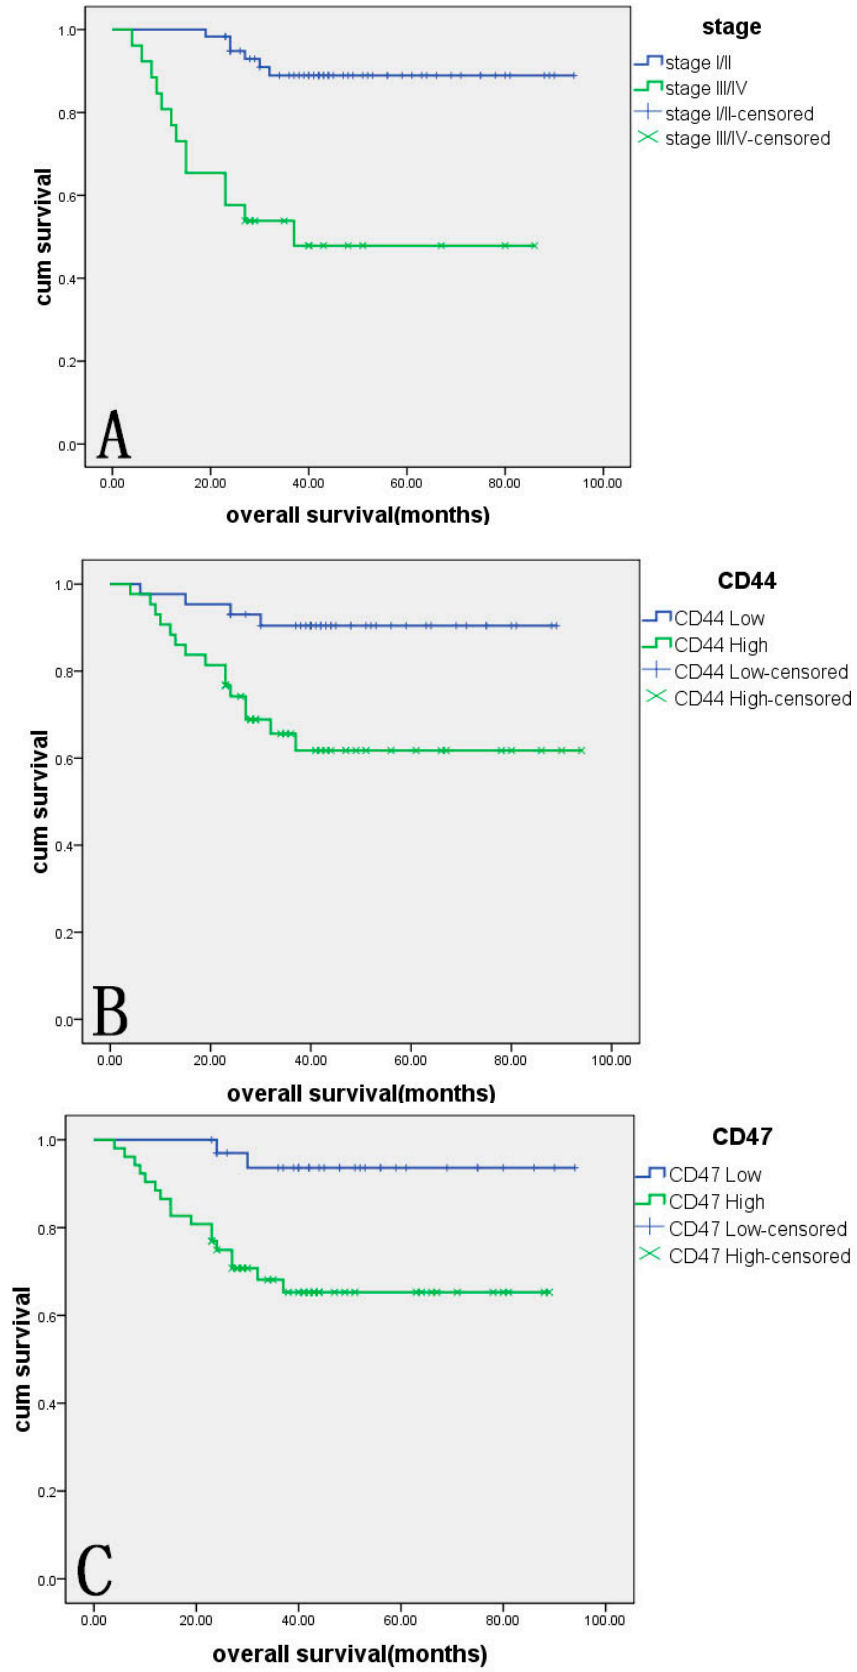 stage
stage I/II
stage III/IV
stage I/II-censored
stage III/IV-censored
1.0
0.8
0.6
0.4
0.2
0.0
cum survival
A
0.00 20.00 40.00 60.00 80.00 100.00
overall survival(months)
CD44
CD44 Low
CD44 High
CD44 Low-censored
CD44 High-censored
1.0
0.8
0.6
0.4
0.2
0.0
cum survival
B
0.00 20.00 40.00 60.00 80.00 100.00
overall survival(months)
CD47
CD47 Low
CD47 High
CD47 Low-censored
CD47 High-censored
1.0
0.8
0.6
0.4
0.2
0.0
cum survival
C
0.00 20.00 40.00 60.00 80.00 100.00
overall survival(months)